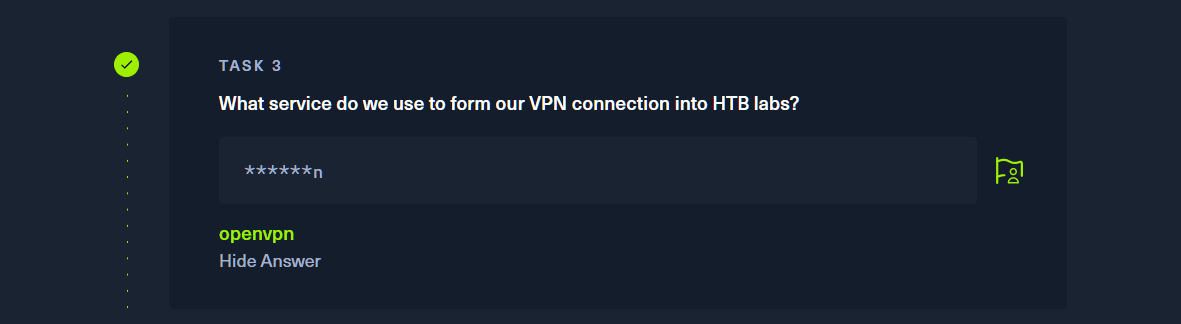 TASK 3
What service do we use to form our VPN connection into HTB labs?
******n
openvpn
Hide Answer